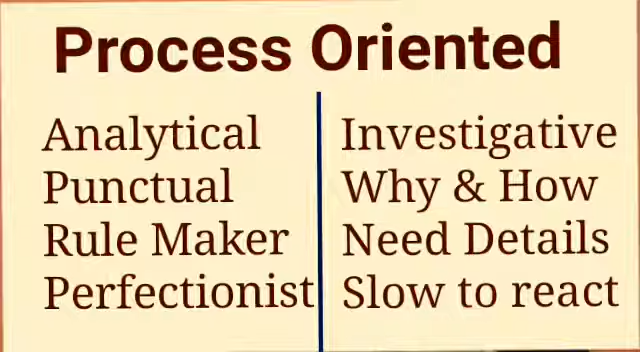 Process Oriented
Analytical
Punctual
Rule Maker
Perfectionist
Investigative
Why & How
Need Details
Slow to react